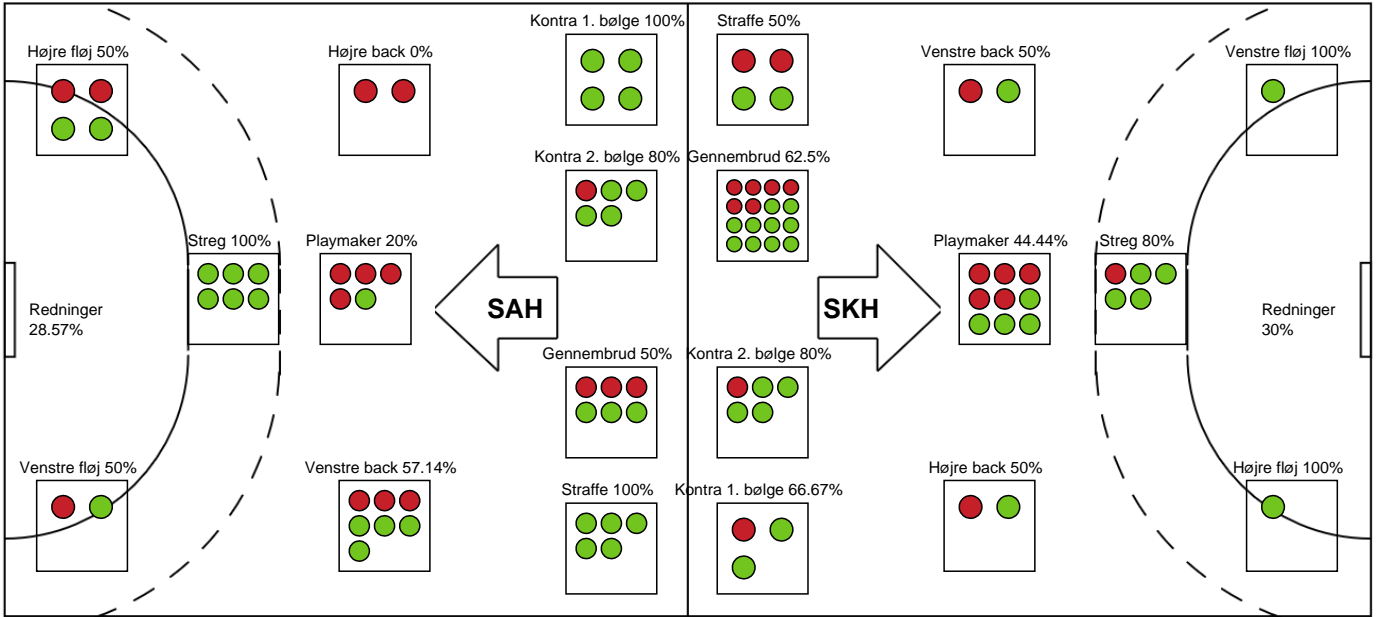 Kontra 1. bølge 100%
Straffe 50%
Højre fløj 50%
Højre back 0%
Venstre back 50%
Venstre fløj 100%
Kontra 2. bølge 80%
Gennembrud 62.5%
Streg 100%
Playmaker 20%
Playmaker 44.44%
Streg 80%
Redninger
28.57%
SAH
SKH
Redninger
30%
Gennembrud 50%
Kontra 2. bølge 80%
Venstre fløj 50%
Venstre back 57.14%
Straffe 100%
Kontra 1. bølge 66.67%
Højre back 50%
Højre fløj 100%